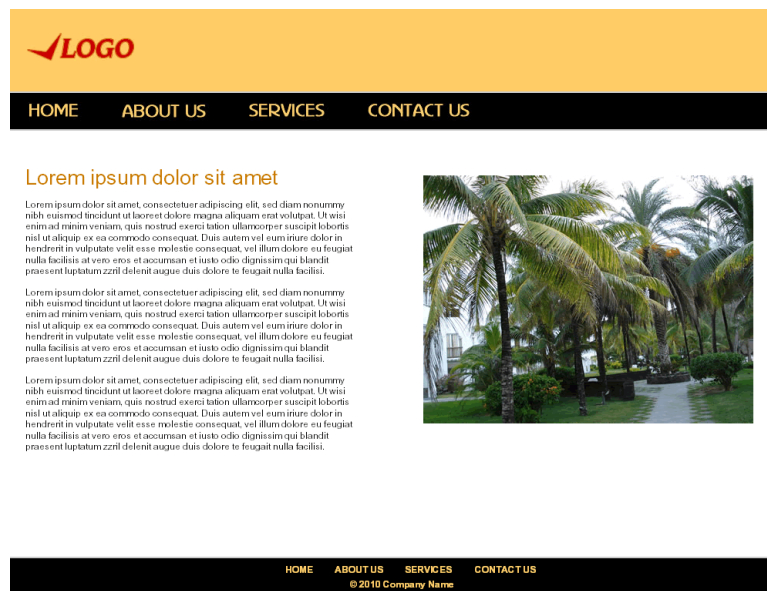 LOGO
HOME ABOUT US SERVICES CONTACT US
Lorem ipsum dolor sit amet
Lorem ipsum dolor sit amet, consectetuer adipiscing elit, sed diam nonummy
nibh euismod tincidunt ut laoreet dolore magna aliquam erat volutpat. Ut wisi
enim ad minim veniam, quis nostrud exerci tation ullamcorper suscipit lobortis
nisl ut aliquip ex ea commodo consequat. Duis autem vel eum iriure dolor in
hendrerit in vulputate velit esse molestie consequat, vel illum dolore eu feugiat
nulla facilisis at vero eros et accumsan et iusto odio dignissim qui blandit
praesent luptatum zzril delenit augue duis dolore te feugait nulla facilisi.
Lorem ipsum dolor sit amet, consectetuer adipiscing elit, sed diam nonummy
nibh euismod tincidunt ut laoreet dolore magna aliquam erat volutpat. Ut wisi
enim ad minim veniam, quis nostrud exerci tation ullamcorper suscipit lobortis
nisl ut aliquip ex ea commodo consequat. Duis autem vel eum iriure dolor in
hendrerit in vulputate velit esse molestie consequat, vel illum dolore eu feugiat
nulla facilisis at vero eros et accumsan et iusto odio dignissim qui blandit
praesent luptatum zzril delenit augue duis dolore te feugait nulla facilisi.
Lorem ipsum dolor sit amet, consectetuer adipiscing elit, sed diam nonummy
nibh euismod tincidunt ut laoreet dolore magna aliquam erat volutpat. Ut wisi
enim ad minim veniam, quis nostrud exerci tation ullamcorper suscipit lobortis
nisl ut aliquip ex ea commodo consequat. Duis autem vel eum iriure dolor in
hendrerit in vulputate velit esse molestie consequat, vel illum dolore eu feugiat
nulla facilisis at vero eros et accumsan et iusto odio dignissim qui blandit
praesent luptatum zzril delenit augue duis dolore te feugait nulla facilisi.
HOME ABOUT US SERVICES CONTACT US
© 2010 Company Name